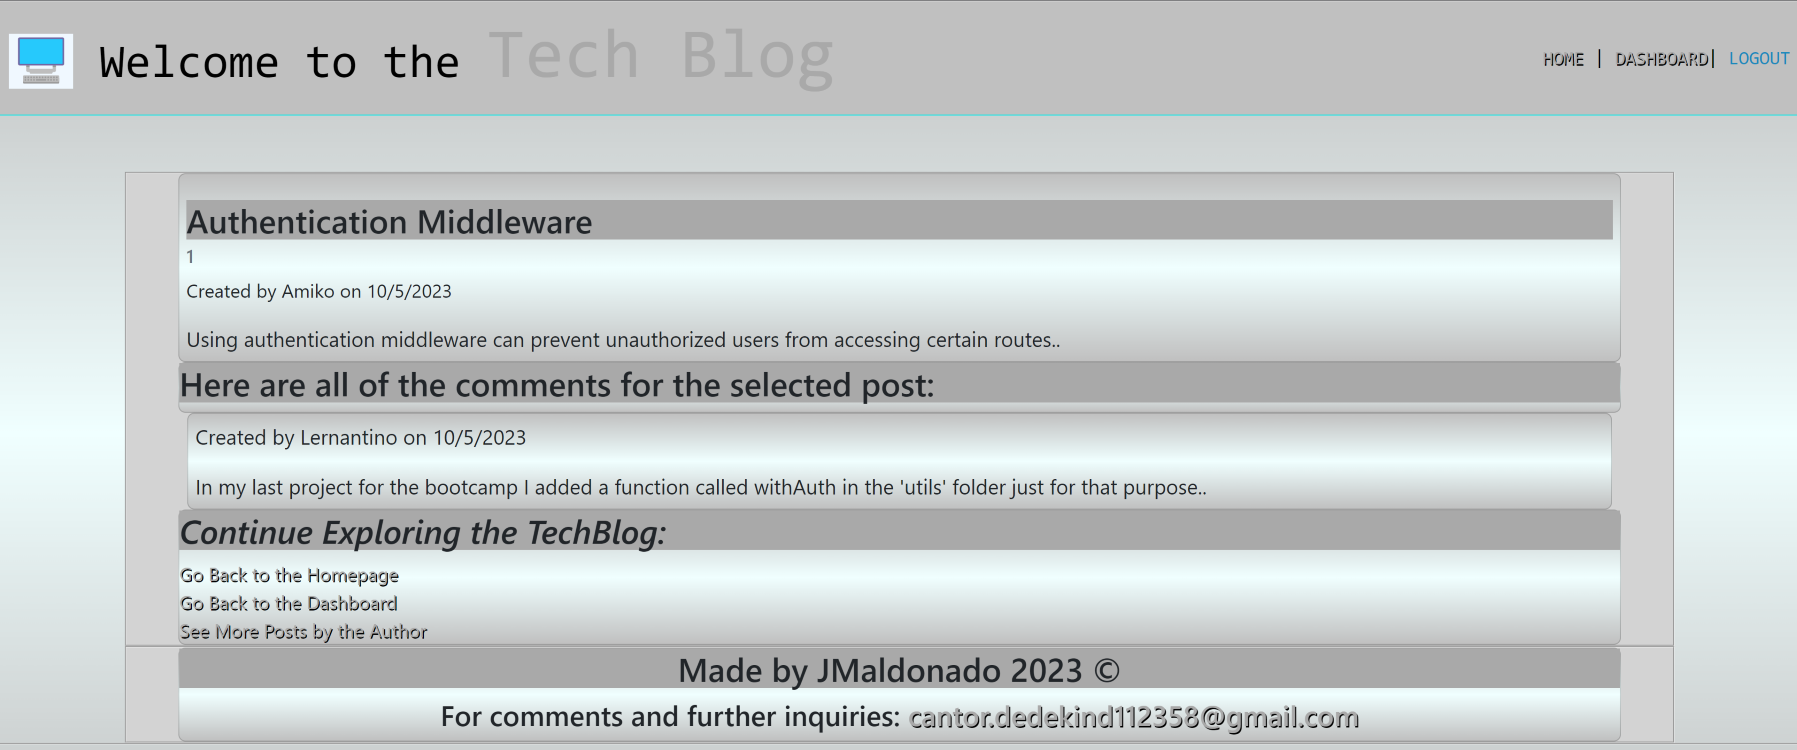 Welcome to the Tech Blog
HOME | DASHBOARD| LOGOUT
Authentication Middleware
1
Created by Amiko on 10/5/2023
Using authentication middleware can prevent unauthorized users from accessing certain routes..
Here are all of the comments for the selected post:
Created by Lernantino on 10/5/2023
In my last project for the bootcamp I added a function called withAuth in the 'utils' folder just for that purpose..
Continue Exploring the TechBlog:
Go Back to the Homepage
Go Back to the Dashboard
See More Posts by the Author
Made by JMaldonado 2023 ©
For comments and further inquiries: cantor.dedekind112358@gmail.com